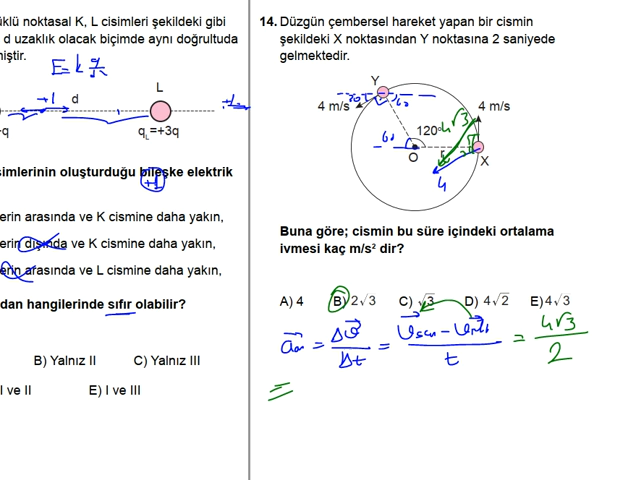 üklü noktasal K, L cisimleri şekildeki gibi
d uzaklık olacak biçimde aynı doğrultuda
miştir.
E = k q
+1 d
L
-q
q_L=+3q
simlerinin oluşturduğu bileşke elektrik
+1
erin arasında ve K cismine daha yakın,
erin dışında ve K cismine daha yakın,
erin arasında ve L cismine daha yakın,
dan hangilerinde sıfır olabilir?
B) Yalnız II C) Yalnız III
I ve II E) I ve III
14. Düzgün çembersel hareket yapan bir cismin
şekildeki X noktasından Y noktasına 2 saniyede
gelmektedir.
Y
4 m/s
4 m/s
4√3
60
120°
O
r
X
4
Buna göre; cismin bu süre içindeki ortalama
ivmesi kaç m/s² dir?
A) 4 B) 2√3 C) √3 D) 4√2 E) 4√3
a = Δv / Δt = v_son - v_ilk / t = 4√3 / 2
=